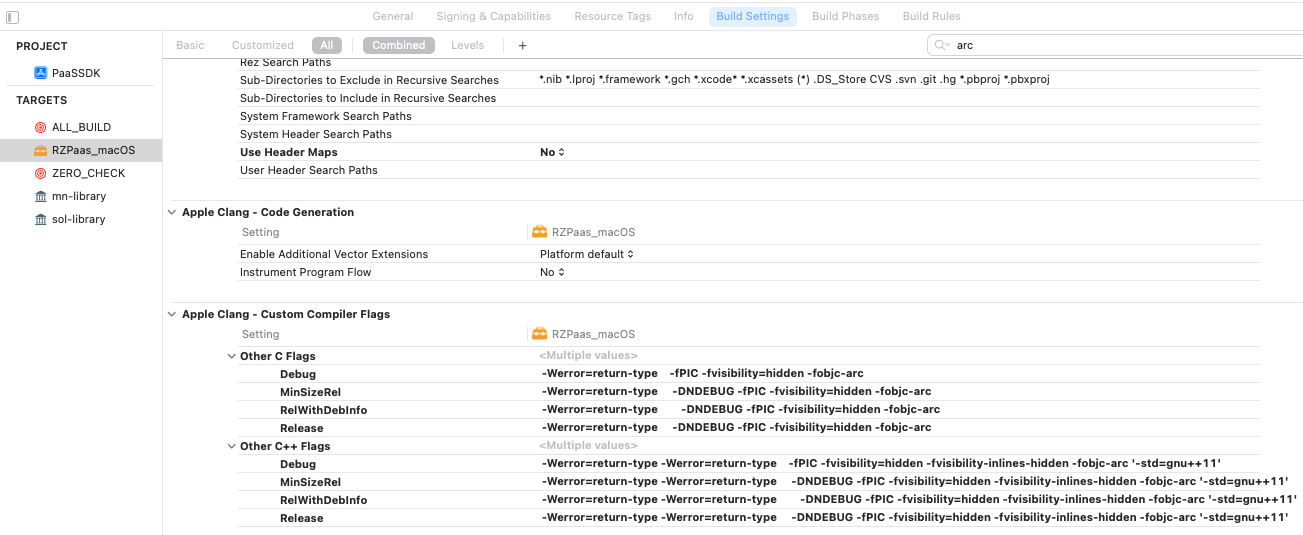 General Signing & Capabilities Resource Tags Info Build Settings Build Phases Build Rules
PROJECT
PaaSSDK
TARGETS
ALL_BUILD
RZPaas_macOS
ZERO_CHECK
mn-library
sol-library
Basic Customized All Combined Levels + arc
Rez Search Paths
Sub-Directories to Exclude in Recursive Searches *.nib *.lproj *.framework *.gch *.xcode* *.xcassets (*) .DS_Store CVS .svn .git .hg *.pbproj *.pbxproj
Sub-Directories to Include in Recursive Searches
System Framework Search Paths
System Header Search Paths
Use Header Maps No
User Header Search Paths
Apple Clang - Code Generation
Setting RZPaas_macOS
Enable Additional Vector Extensions Platform default
Instrument Program Flow No
Apple Clang - Custom Compiler Flags
Setting RZPaas_macOS
Other C Flags <Multiple values>
Debug -Werror=return-type -fPIC -fvisibility=hidden -fobjc-arc
MinSizeRel -Werror=return-type -DNDEBUG -fPIC -fvisibility=hidden -fobjc-arc
RelWithDebInfo -Werror=return-type -DNDEBUG -fPIC -fvisibility=hidden -fobjc-arc
Release -Werror=return-type -DNDEBUG -fPIC -fvisibility=hidden -fobjc-arc
Other C++ Flags <Multiple values>
Debug -Werror=return-type -Werror=return-type -fPIC -fvisibility=hidden -fvisibility-inlines-hidden -fobjc-arc '-std=gnu++11'
MinSizeRel -Werror=return-type -Werror=return-type -DNDEBUG -fPIC -fvisibility=hidden -fvisibility-inlines-hidden -fobjc-arc '-std=gnu++11'
RelWithDebInfo -Werror=return-type -Werror=return-type -DNDEBUG -fPIC -fvisibility=hidden -fvisibility-inlines-hidden -fobjc-arc '-std=gnu++11'
Release -Werror=return-type -Werror=return-type -DNDEBUG -fPIC -fvisibility=hidden -fvisibility-inlines-hidden -fobjc-arc '-std=gnu++11'